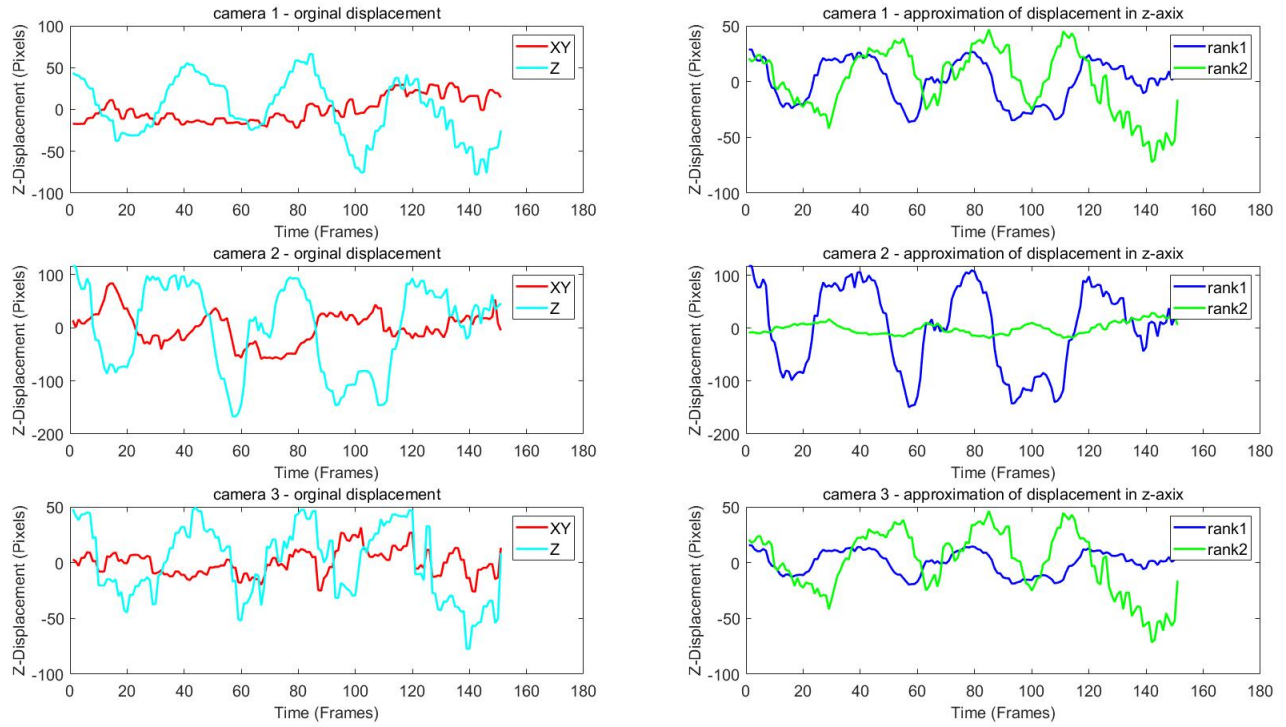 camera 1 - orginal displacement
Z-Displacement (Pixels)
100
50
0
-50
-100
XY
Z
0 20 40 60 80 100 120 140 160 180
Time (Frames)
camera 1 - approximation of displacement in z-axix
Z-Displacement (Pixels)
50
0
-50
-100
rank1
rank2
0 20 40 60 80 100 120 140 160 180
Time (Frames)
camera 2 - orginal displacement
Z-Displacement (Pixels)
100
0
-100
-200
XY
Z
0 20 40 60 80 100 120 140 160 180
Time (Frames)
camera 2 - approximation of displacement in z-axix
Z-Displacement (Pixels)
100
0
-100
-200
rank1
rank2
0 20 40 60 80 100 120 140 160 180
Time (Frames)
camera 3 - orginal displacement
Z-Displacement (Pixels)
50
0
-50
-100
XY
Z
0 20 40 60 80 100 120 140 160 180
Time (Frames)
camera 3 - approximation of displacement in z-axix
Z-Displacement (Pixels)
50
0
-50
-100
rank1
rank2
0 20 40 60 80 100 120 140 160 180
Time (Frames)